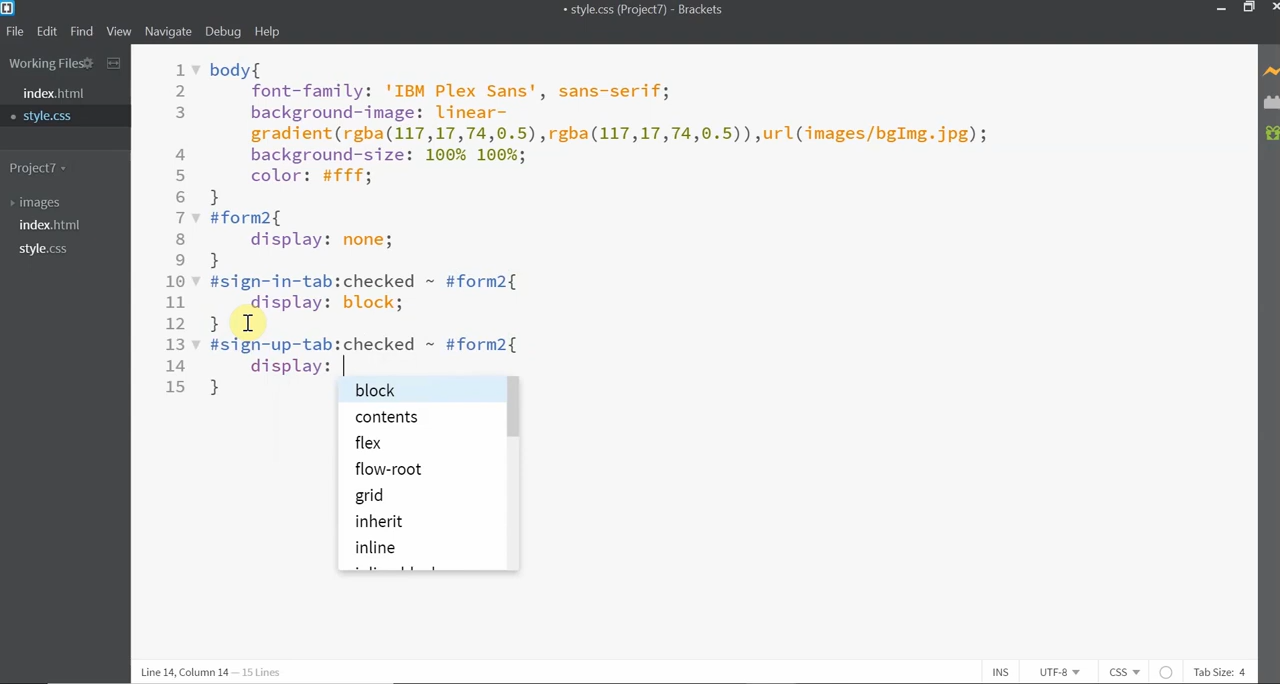 • style.css (Project7) - Brackets
File Edit Find View Navigate Debug Help
Working Files
index.html
• style.css
Project7
images
index.html
style.css
1 body{
2 font-family: 'IBM Plex Sans', sans-serif;
3 background-image: linear-
gradient(rgba(117,17,74,0.5),rgba(117,17,74,0.5)),url(images/bgImg.jpg);
4 background-size: 100% 100%;
5 color: #fff;
6 }
7 #form2{
8 display: none;
9 }
10 #sign-in-tab:checked ~ #form2{
11 display: block;
12 }
13 #sign-up-tab:checked ~ #form2{
14 display:
15 }
block
contents
flex
flow-root
grid
inherit
inline
Line 14, Column 14 — 15 Lines
INS UTF-8 CSS Tab Size: 4